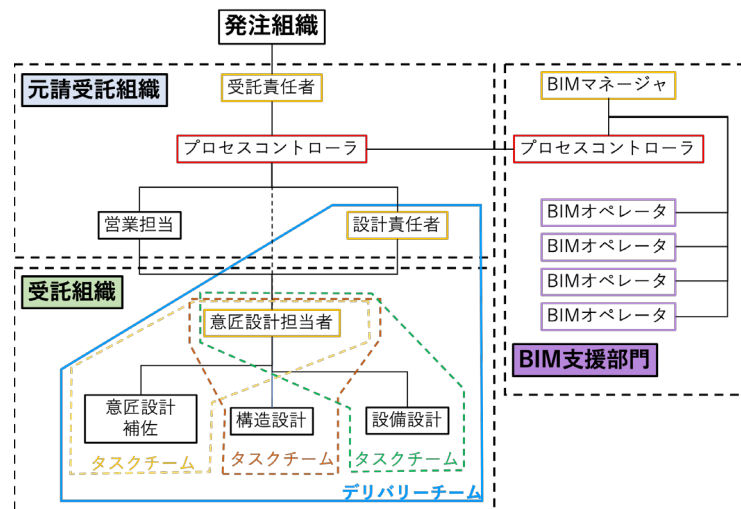 発注組織
元請受託組織
受託責任者
BIMマネージャ
プロセスコントローラ
プロセスコントローラ
営業担当
設計責任者
BIMオペレータ
BIMオペレータ
BIMオペレータ
BIMオペレータ
受託組織
意匠設計担当者
BIM支援部門
意匠設計
補佐
構造設計
設備設計
タスクチーム
タスクチーム
タスクチーム
デリバリーチーム